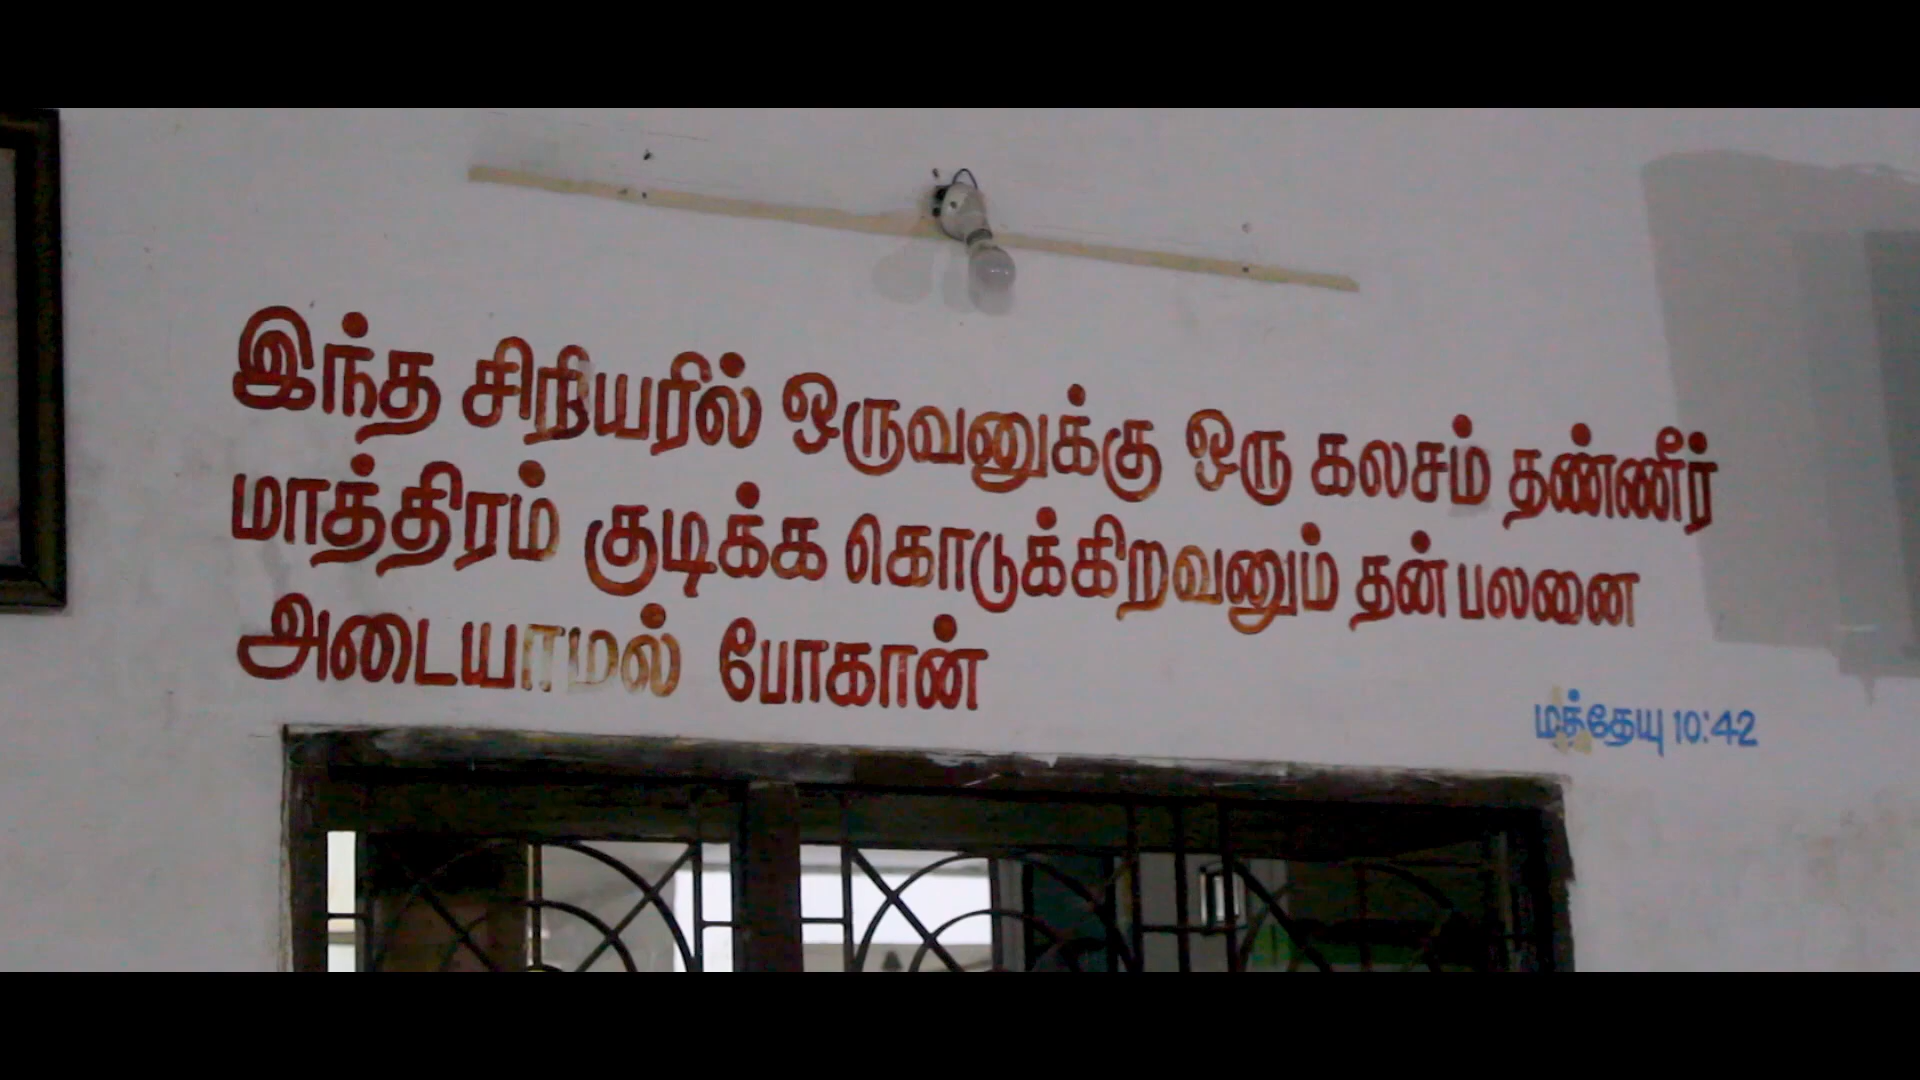 இந்த சிநியரில் ஒருவனுக்கு ஒரு கலசம் தண்ணீர்
மாத்திரம் குடிக்க கொடுக்கிறவனும் தன் பலனை
அடையாமல் போகான்
மத்தேயு 10:42